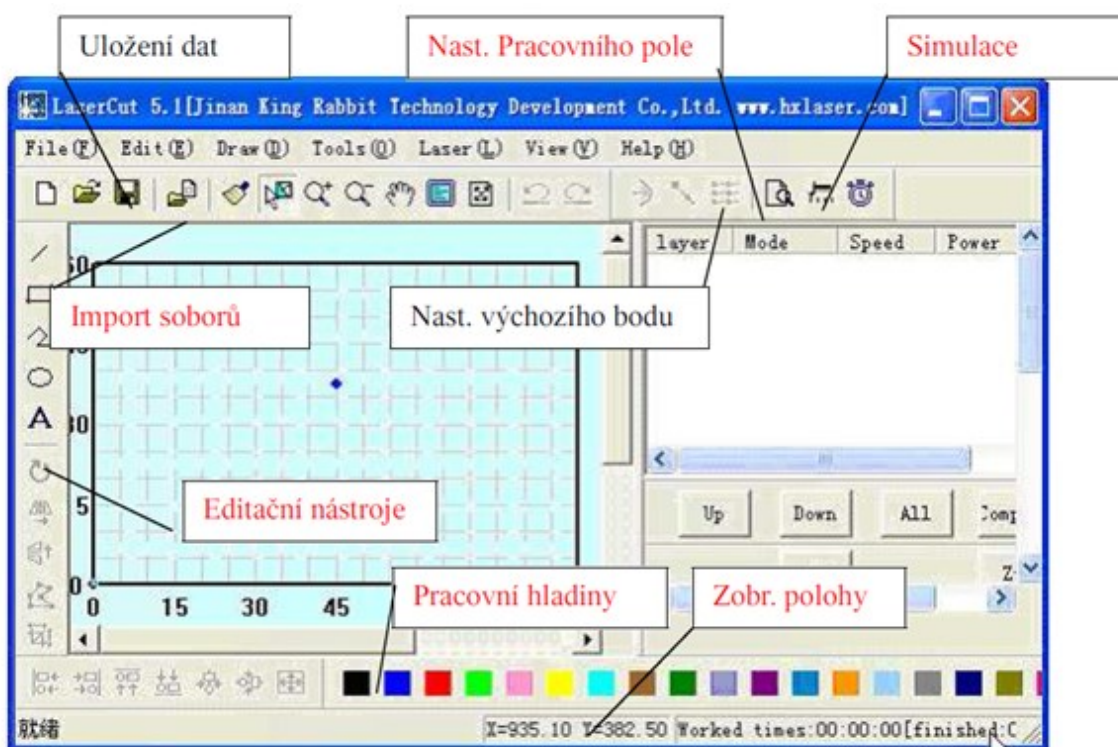 Uložení dat
Nast. Pracovního pole
Simulace
LaserCut 5.1[Jinan King Rabbit Technology Development Co.,Ltd. www.hxlaser.com]
File(F) Edit(E) Draw(D) Tools(O) Laser(L) View(V) Help(H)
layer Mode Speed Power
Import soborů
Nast. výchozího bodu
A
Up Down All
Editační nástroje
5
Z
0
0 15 30 45
Pracovní hladiny
Zobr. polohy
就绪
X=935.10 Y=382.50 Worked times:00:00:00[finished: